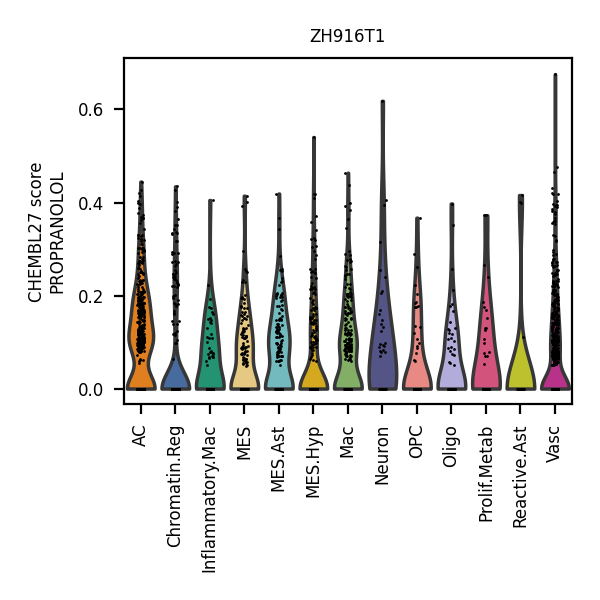 ZH916T1
CHEMBL27 score
PROPRANOLOL
0.6
0.4
0.2
0.0
AC
Chromatin.Reg
Inflammatory.Mac
MES
MES.Ast
MES.Hyp
Mac
Neuron
OPC
Oligo
Prolif.Metab
Reactive.Ast
Vasc